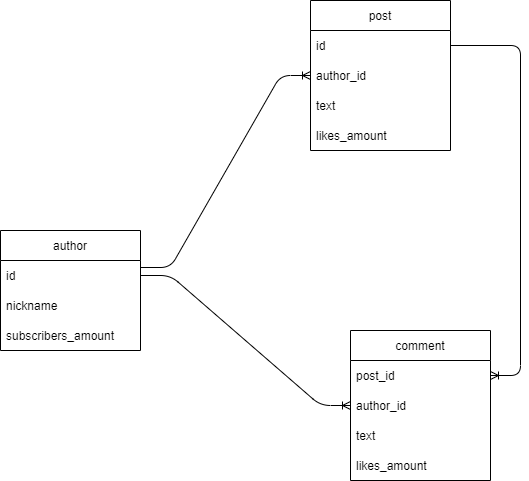 post
id
author_id
text
likes_amount
author
id
nickname
subscribers_amount
comment
post_id
author_id
text
likes_amount